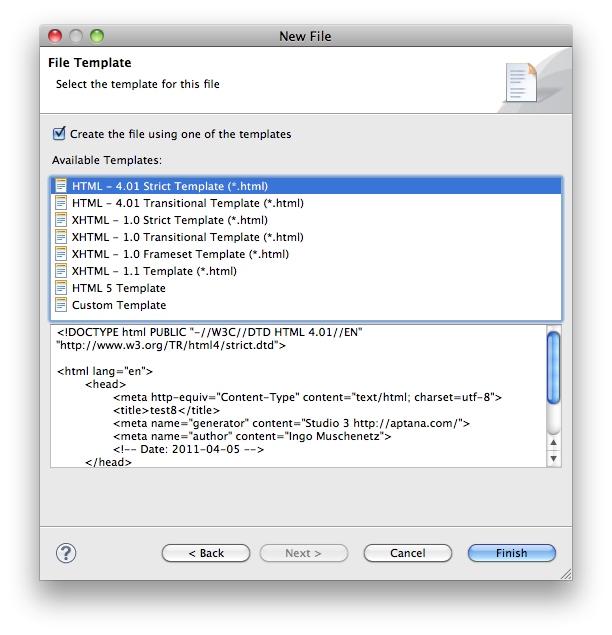 New File
File Template
Select the template for this file
Create the file using one of the templates
Available Templates:
HTML - 4.01 Strict Template (*.html)
HTML - 4.01 Transitional Template (*.html)
XHTML - 1.0 Strict Template (*.html)
XHTML - 1.0 Transitional Template (*.html)
XHTML - 1.0 Frameset Template (*.html)
XHTML - 1.1 Template (*.html)
HTML 5 Template
Custom Template
<!DOCTYPE html PUBLIC "-//W3C//DTD HTML 4.01//EN"
"http://www.w3.org/TR/html4/strict.dtd">
<html lang="en">
<head>
<meta http-equiv="Content-Type" content="text/html; charset=utf-8">
<title>test8</title>
<meta name="generator" content="Studio 3 http://aptana.com/">
<meta name="author" content="Ingo Muschenetz">
<!-- Date: 2011-04-05 -->
</head>
? < Back Next > Cancel Finish